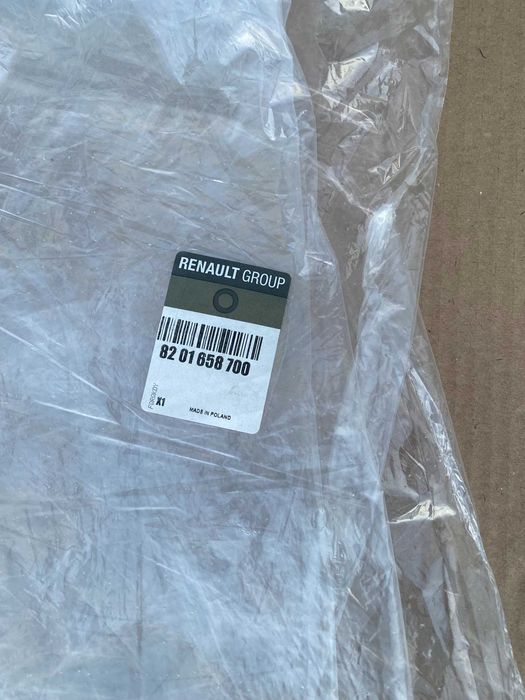 RENAULT GROUP
82 01 658 700
X1
MADE IN POLAND